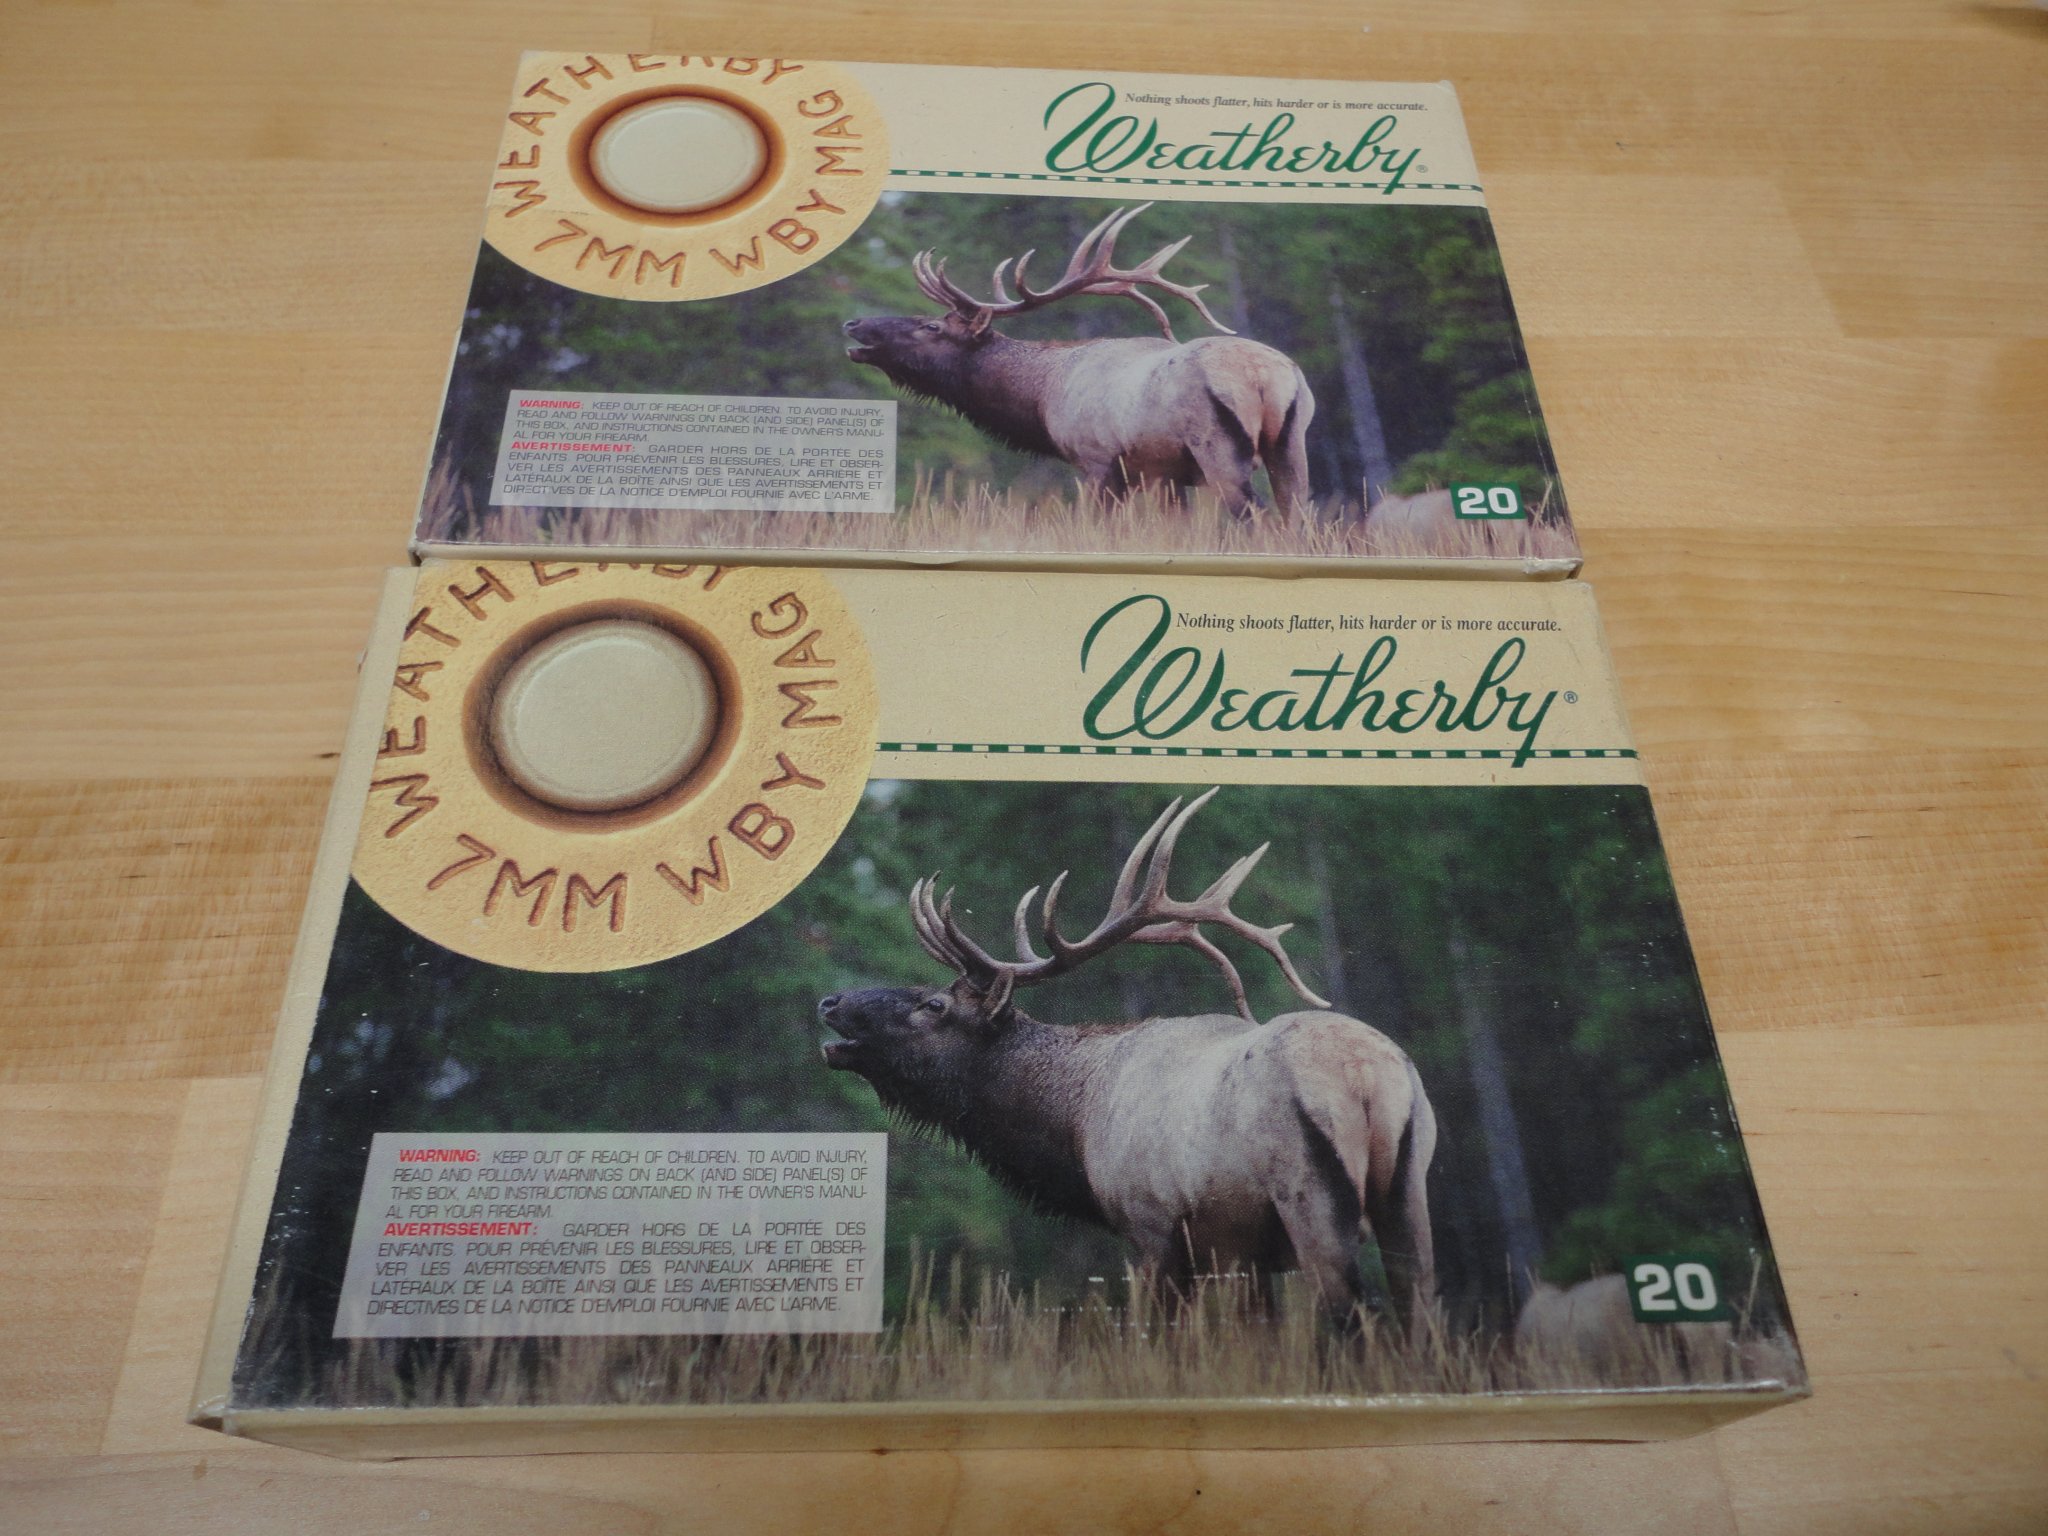 WEATHERBY
7MM WBY MAG
Nothing shoots flatter, hits harder or is more accurate.
Weatherby®
WARNING: KEEP OUT OF REACH OF CHILDREN. TO AVOID INJURY,
READ AND FOLLOW WARNINGS ON BACK (AND SIDE) PANEL(S) OF
THIS BOX, AND INSTRUCTIONS CONTAINED IN THE OWNER'S MANU-
AL FOR YOUR FIREARM.
AVERTISSEMENT: GARDER HORS DE LA PORTÉE DES
ENFANTS. POUR PRÉVENIR LES BLESSURES, LIRE ET OBSER-
VER LES AVERTISSEMENTS DES PANNEAUX ARRIÈRE ET
LATÉRAUX DE LA BOÎTE AINSI QUE LES AVERTISSEMENTS ET
DIRECTIVES DE LA NOTICE D'EMPLOI FOURNIE AVEC L'ARME.
20
WEATHERBY
7MM WBY MAG
Nothing shoots flatter, hits harder or is more accurate.
Weatherby®
WARNING: KEEP OUT OF REACH OF CHILDREN. TO AVOID INJURY,
READ AND FOLLOW WARNINGS ON BACK (AND SIDE) PANEL(S) OF
THIS BOX, AND INSTRUCTIONS CONTAINED IN THE OWNER'S MANU-
AL FOR YOUR FIREARM.
AVERTISSEMENT: GARDER HORS DE LA PORTÉE DES
ENFANTS. POUR PRÉVENIR LES BLESSURES, LIRE ET OBSER-
VER LES AVERTISSEMENTS DES PANNEAUX ARRIÈRE ET
LATÉRAUX DE LA BOÎTE AINSI QUE LES AVERTISSEMENTS ET
DIRECTIVES DE LA NOTICE D'EMPLOI FOURNIE AVEC L'ARME.
20